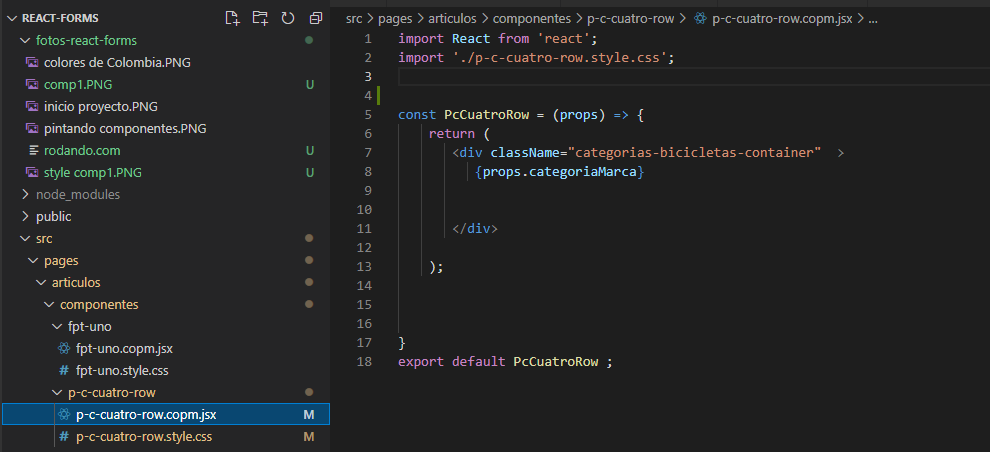 REACT-FORMS
fotos-react-forms
colores de Colombia.PNG
comp1.PNG U
inicio proyecto.PNG
pintando componentes.PNG
rodando.com U
style comp1.PNG U
node_modules
public
src
pages
articulos
componentes
fpt-uno
fpt-uno.copm.jsx
fpt-uno.style.css
p-c-cuatro-row
p-c-cuatro-row.copm.jsx M
p-c-cuatro-row.style.css M
src > pages > articulos > componentes > p-c-cuatro-row > p-c-cuatro-row.copm.jsx > ...
1 import React from 'react';
2 import './p-c-cuatro-row.style.css';
3
4
5 const PcCuatroRow = (props) => {
6 return (
7 <div className="categorias-bicicletas-container" >
8 {props.categoriaMarca}
9
10
11 </div>
12
13 );
14
15
16
17 }
18 export default PcCuatroRow ;